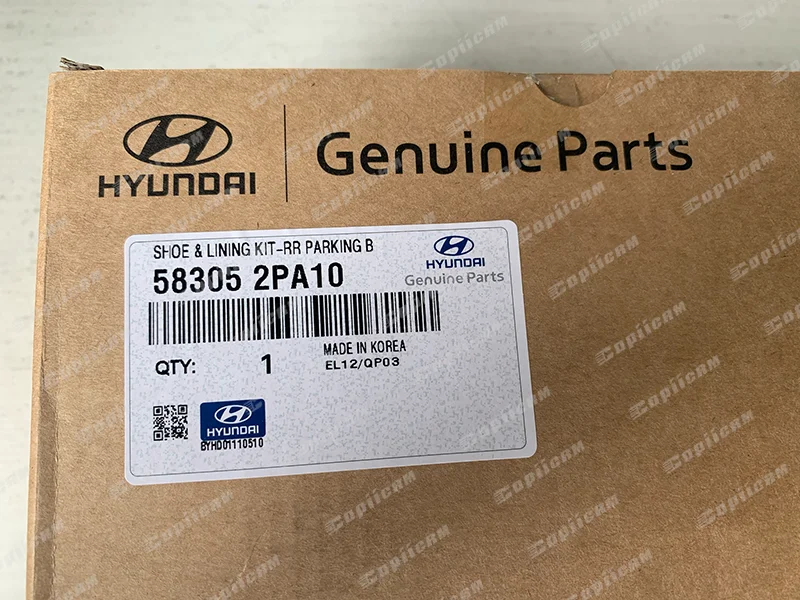 HYUNDAI
Genuine Parts
SHOE & LINING KIT-RR PARKING B
58305 2PA10
HYUNDAI
Genuine Parts
QTY: 1
MADE IN KOREA
EL12/QP03
HYUNDAI
BYHD01110510
CopiiCAM